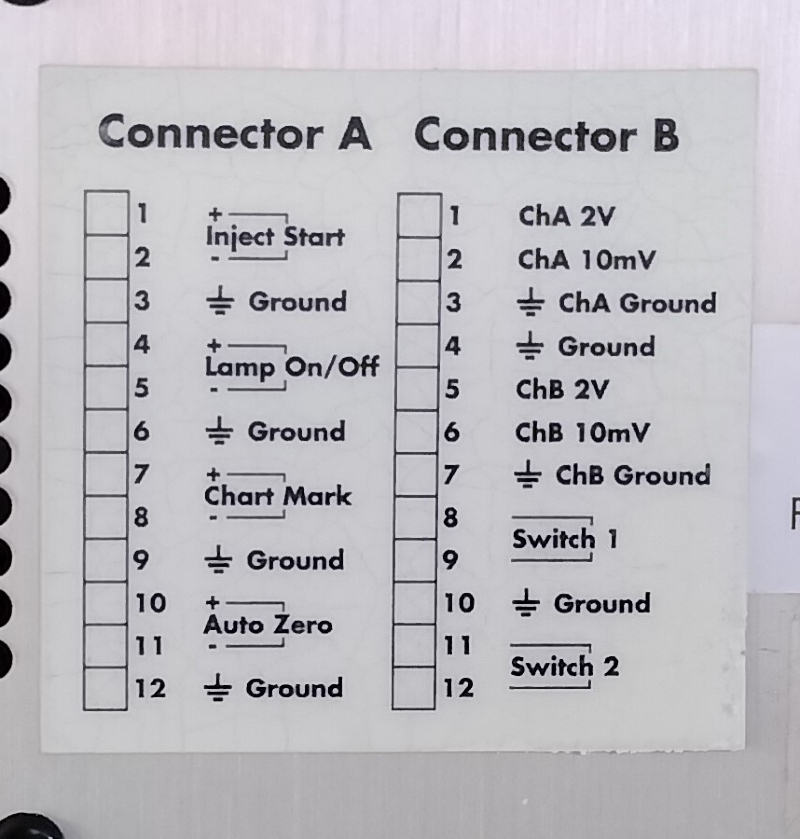 Connector A
1 +
Inject Start
2 -
3 ⏚ Ground
4 +
Lamp On/Off
5 -
6 ⏚ Ground
7 +
Chart Mark
8 -
9 ⏚ Ground
10 +
Auto Zero
11 -
12 ⏚ Ground
Connector B
1 ChA 2V
2 ChA 10mV
3 ⏚ ChA Ground
4 ⏚ Ground
5 ChB 2V
6 ChB 10mV
7 ⏚ ChB Ground
8
Switch 1
9
10 ⏚ Ground
11
Switch 2
12